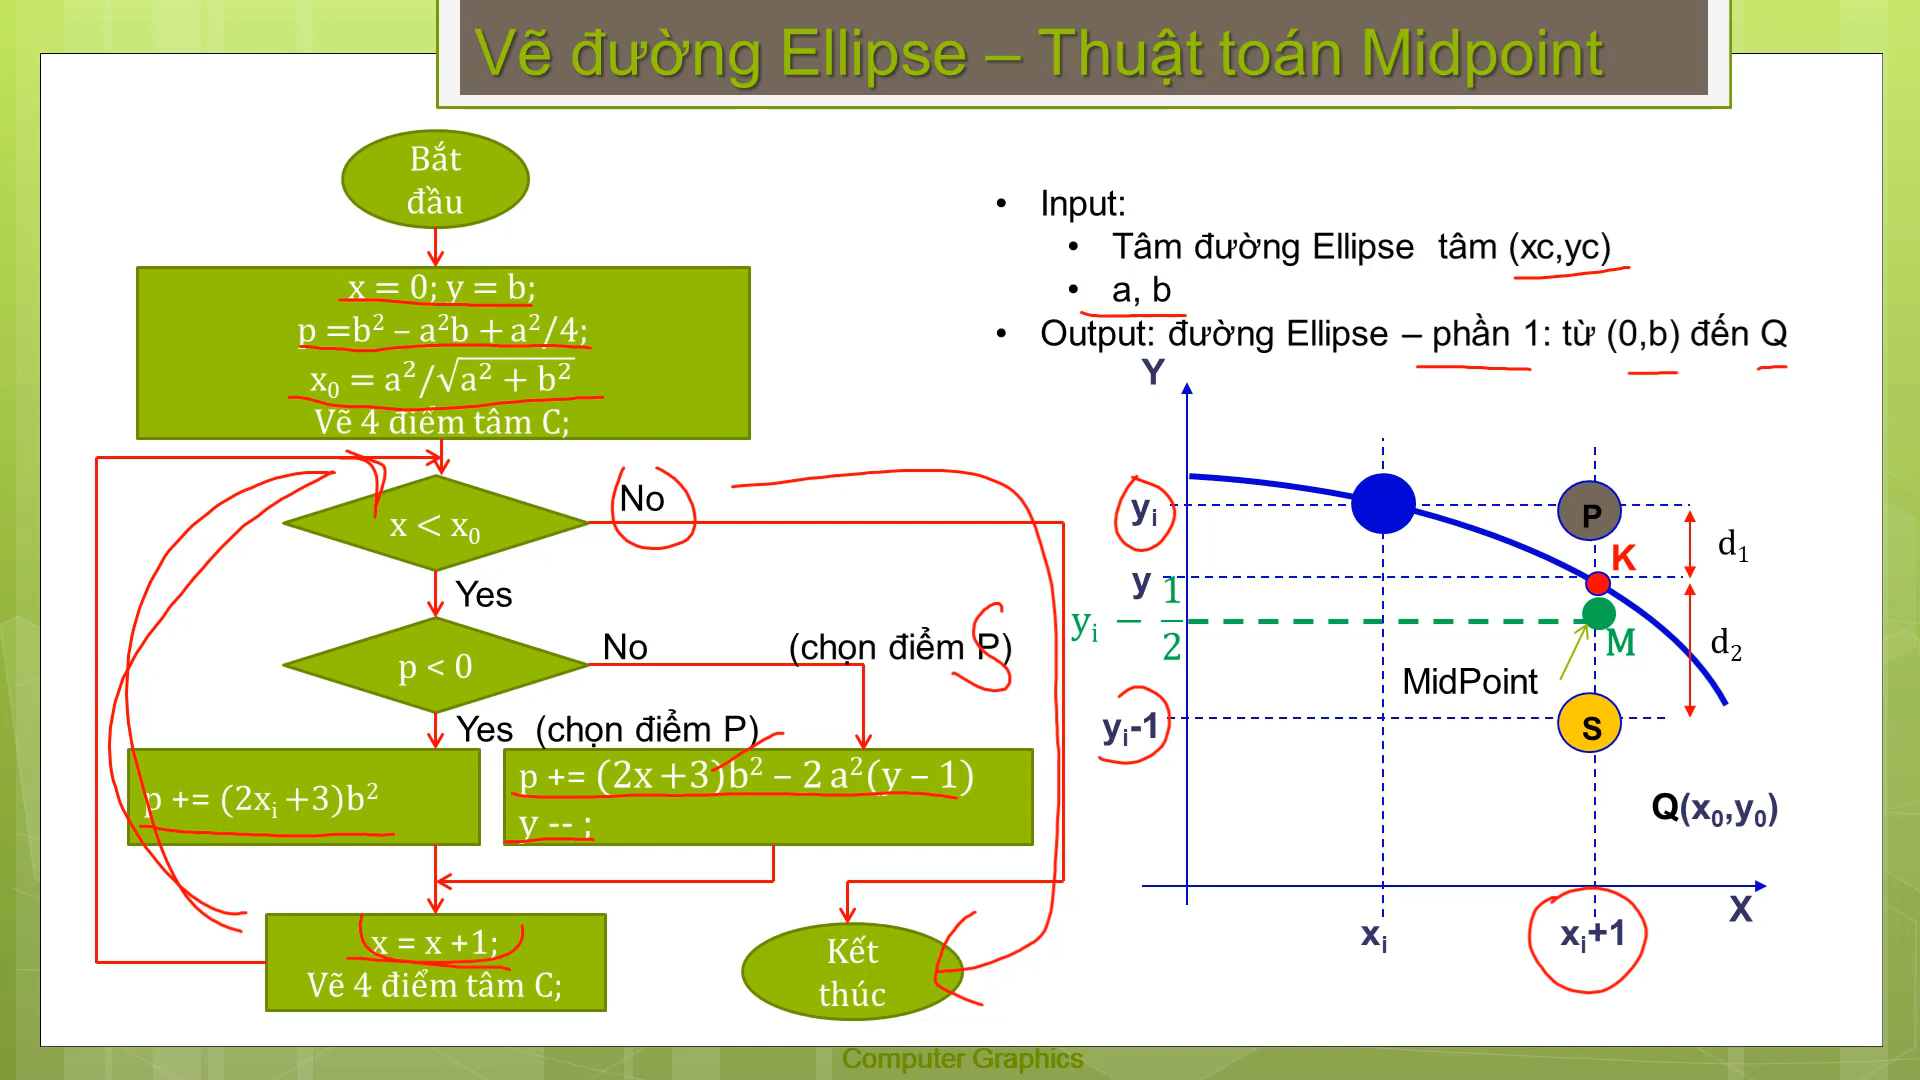 Vẽ đường Ellipse – Thuật toán Midpoint
Bắt
đầu
x = 0; y = b;
p =b² – a²b + a²/4;
x₀ = a²/√(a² + b²)
Vẽ 4 điểm tâm C;
x < x₀
No
Yes
p < 0
No (chọn điểm P)
Yes (chọn điểm P)
p += (2xᵢ +3)b²
p += (2x +3)b² – 2 a²(y – 1)
y -- ;
x = x +1;
Vẽ 4 điểm tâm C;
Kết
thúc
• Input:
• Tâm đường Ellipse tâm (xc,yc)
• a, b
• Output: đường Ellipse – phần 1: từ (0,b) đến Q
Y
yᵢ
P
d₁
K
y
yᵢ – 1/2
M
d₂
MidPoint
yᵢ-1
S
Q(x₀,y₀)
X
xᵢ
xᵢ+1
Computer Graphics